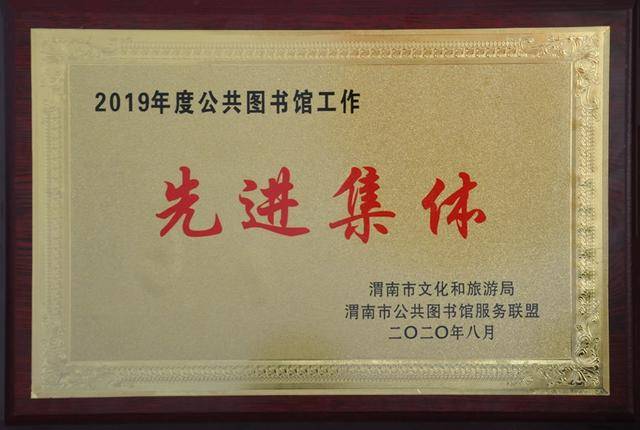 2019年度公共图书馆工作
先进集体
渭南市文化和旅游局
渭南市公共图书馆服务联盟
二〇二〇年八月